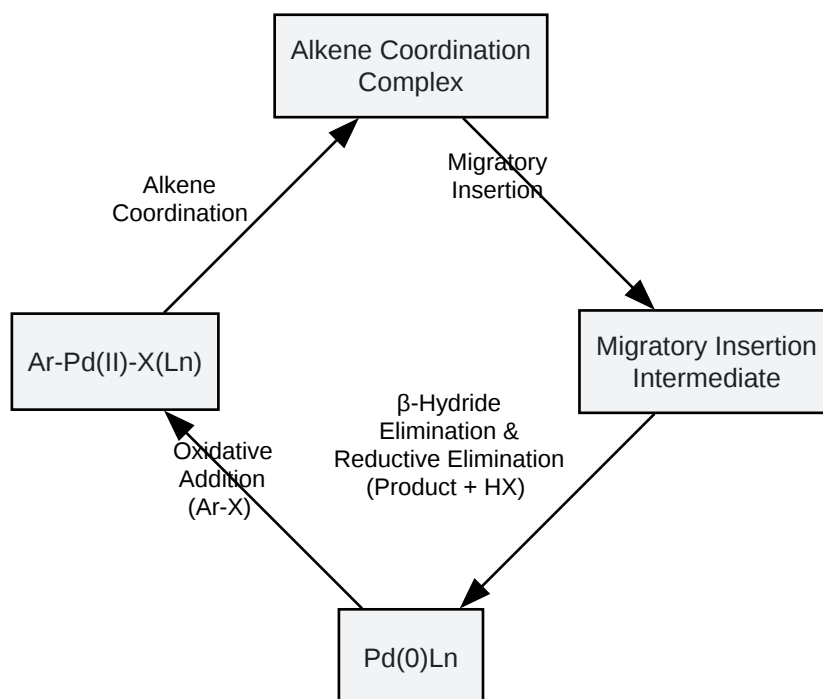 Alkene Coordination
Complex
Migratory
Insertion
Alkene
Coordination
Ar-Pd(II)-X(Ln)
Migratory Insertion
Intermediate
β-Hydride
Elimination &
Reductive Elimination
(Product + HX)
Oxidative
Addition
(Ar-X)
Pd(0)Ln